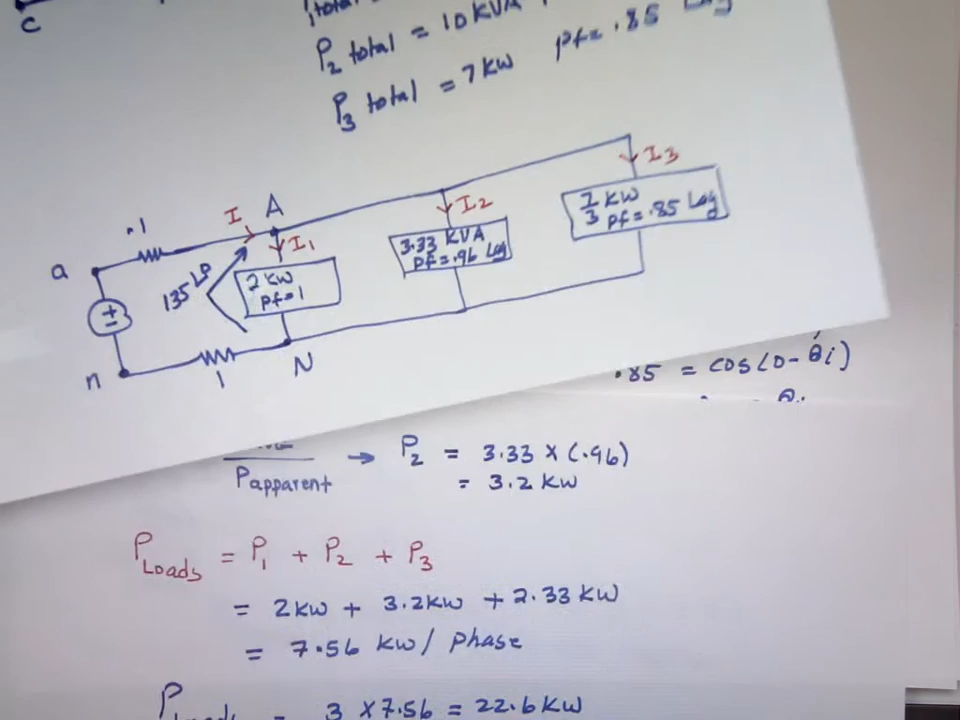 C
P₂ total = 10 KVA
P₃ total = 7 KW pf = .85 Lag
I₃
7/3 KW
pf = .85 Lag
A
I
I₂
.1
I₁
3.33 KVA
pf = .96 Lag
a
135 ∠0
2 KW
pf = 1
±
n
1
N
.85 = cos(0 - θi)
Papparent → P₂ = 3.33 × (.96)
= 3.2 KW
PLoads = P₁ + P₂ + P₃
= 2KW + 3.2KW + 2.33 KW
= 7.56 KW / phase
3 × 7.56 = 22.6 KW